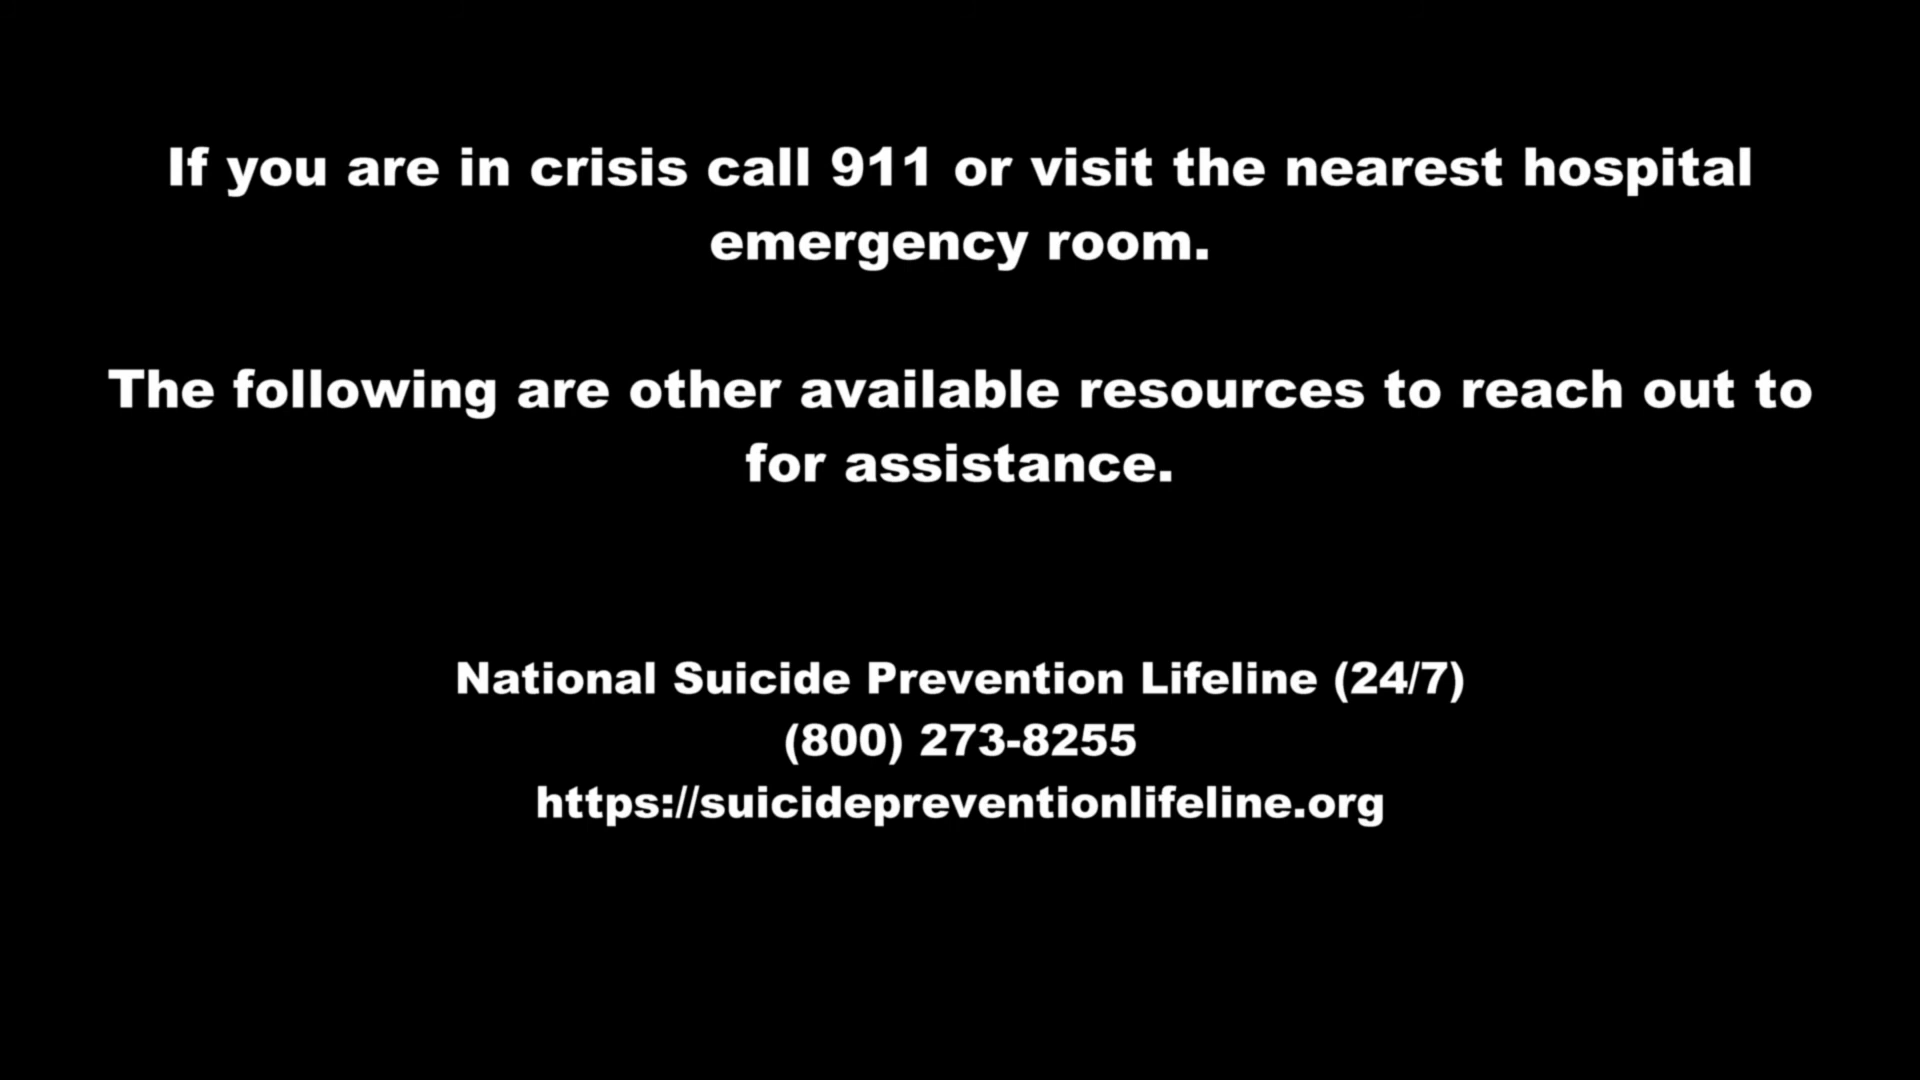 If you are in crisis call 911 or visit the nearest hospital
emergency room.
The following are other available resources to reach out to
for assistance.
National Suicide Prevention Lifeline (24/7)
(800) 273-8255
https://suicidepreventionlifeline.org